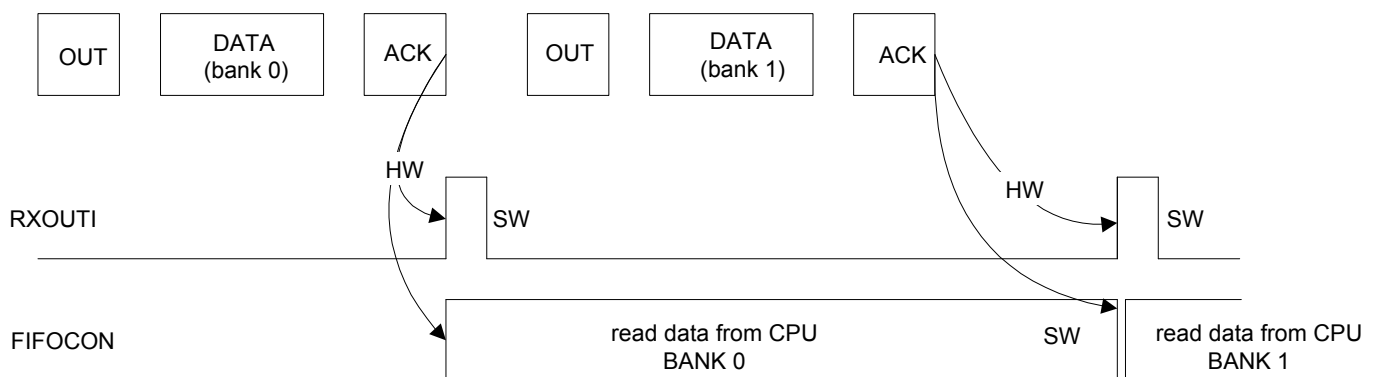 OUT
DATA
(bank 0)
ACK
OUT
DATA
(bank 1)
ACK
HW
HW
RXOUTI
SW
SW
FIFOCON
read data from CPU
BANK 0
SW
read data from CPU
BANK 1